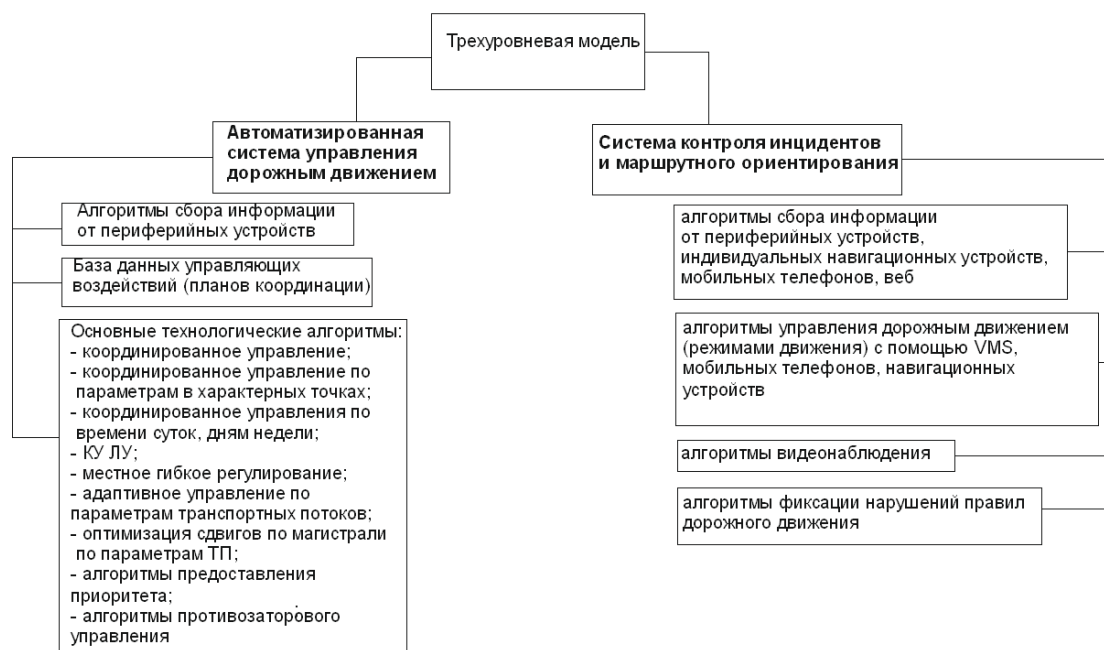 Трехуровневая модель
Автоматизированная
система управления
дорожным движением
Алгоритмы сбора информации
от периферийных устройств
База данных управляющих
воздействий (планов координации)
Основные технологические алгоритмы:
- координированное управление;
- координированное управление по
параметрам в характерных точках;
- координированное управления по
времени суток, дням недели;
- КУ ЛУ;
- местное гибкое регулирование;
- адаптивное управление по
параметрам транспортных потоков;
- оптимизация сдвигов по магистрали
по параметрам ТП;
- алгоритмы предоставления
приоритета;
- алгоритмы противозаторового
управления
Система контроля инцидентов
и маршрутного ориентирования
алгоритмы сбора информации
от периферийных устройств,
индивидуальных навигационных устройств,
мобильных телефонов, веб
алгоритмы управления дорожным движением
(режимами движения) с помощью VMS,
мобильных телефонов, навигационных
устройств
алгоритмы видеонаблюдения
алгоритмы фиксации нарушений правил
дорожного движения